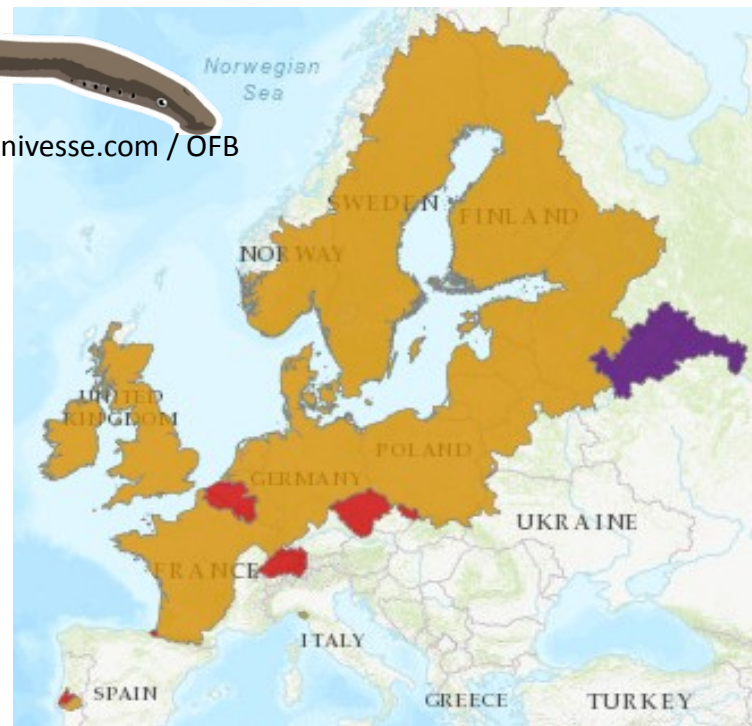 Norwegian
Sea
nivesse.com / OFB
SWEDEN
FINLAND
NORWAY
UNITED
KINGDOM
POLAND
GERMANY
UKRAINE
FRANCE
ITALY
SPAIN
GREECE
TURKEY